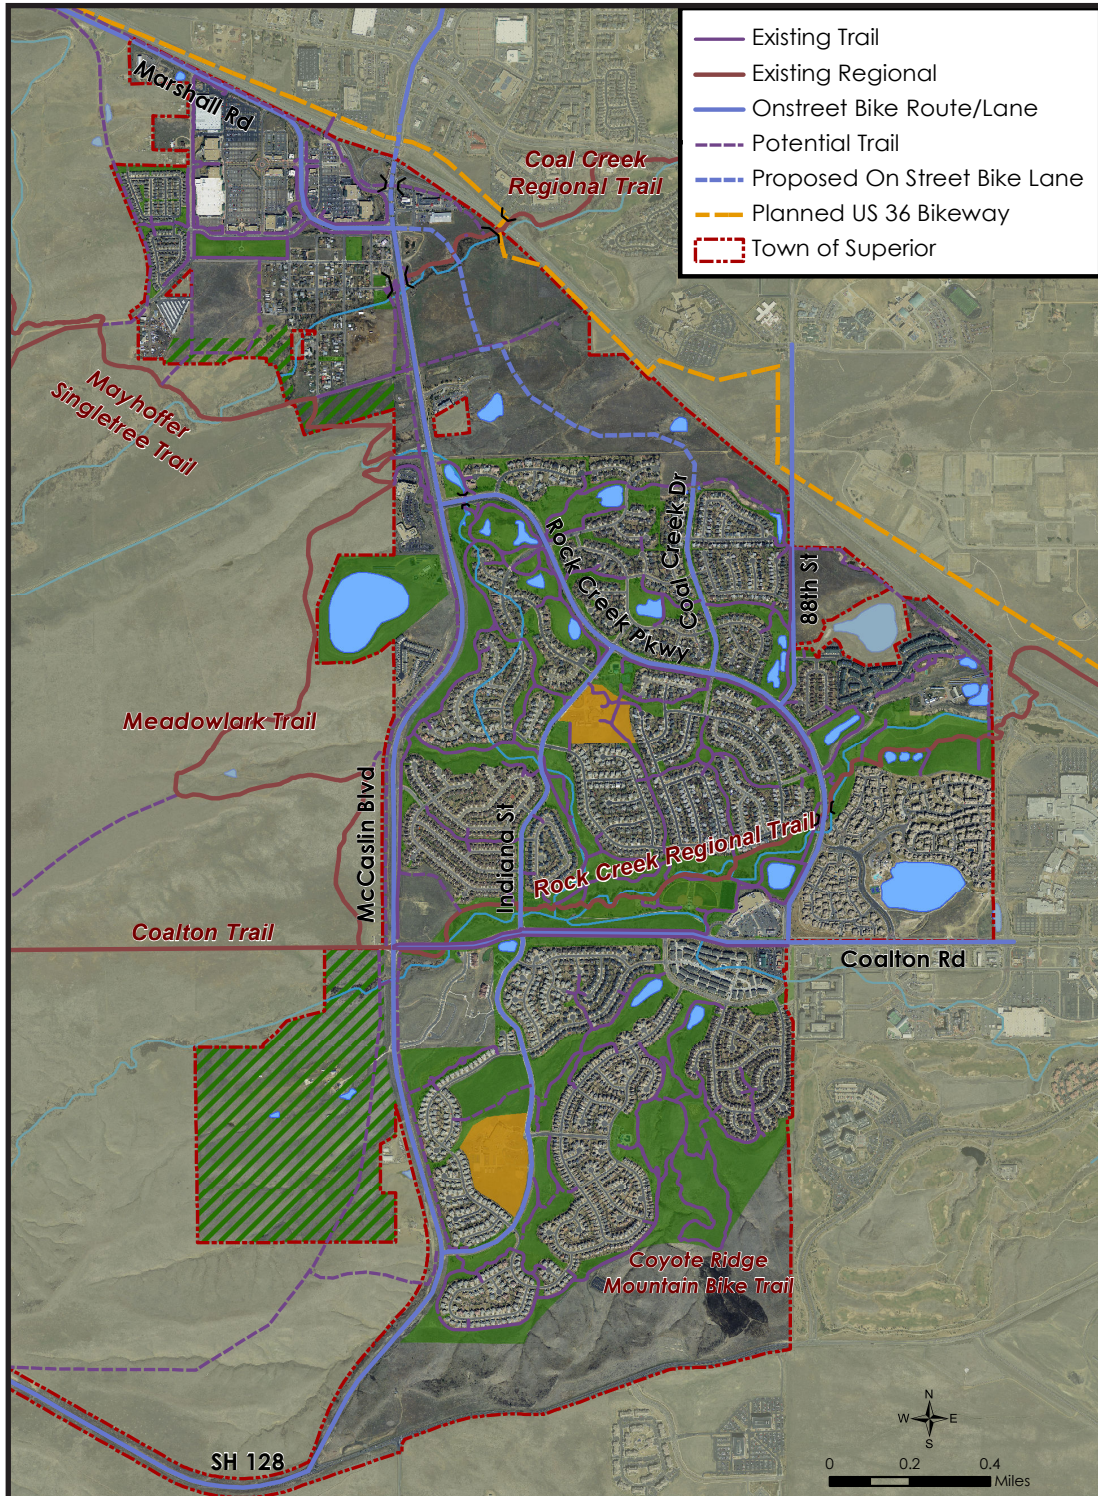 Existing Trail
Existing Regional
Onstreet Bike Route/Lane
Potential Trail
Proposed On Street Bike Lane
Planned US 36 Bikeway
Town of Superior
Marshall Rd
Coal Creek
Regional Trail
Mayhoffer
Singletree Trail
Rock Creek Pkwy
Coal Creek Dr
88th St
Meadowlark Trail
McCaslin Blvd
Indiana St
Rock Creek Regional Trail
Coalton Trail
Coalton Rd
Coyote Ridge
Mountain Bike Trail
SH 128
N
W E
S
0 0.2 0.4
Miles